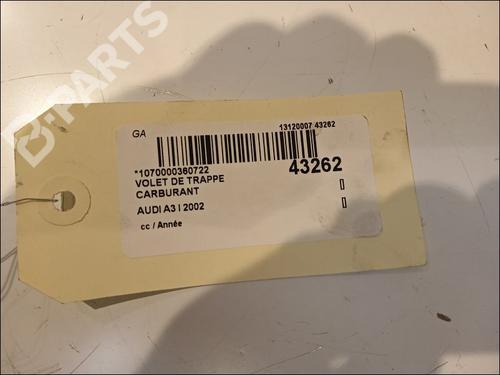 B-PARTS
GA
13120007 43262
*1070000360722
43262
VOLET DE TRAPPE
CARBURANT
AUDI A3 I 2002
cc / Année